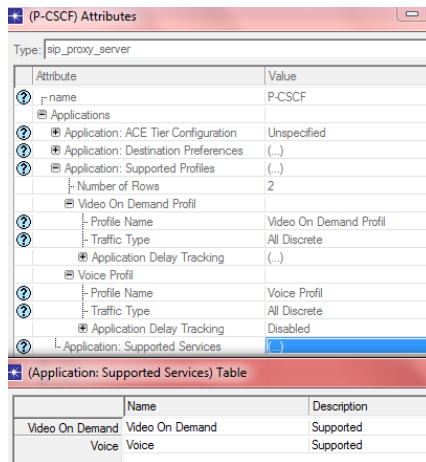 (P-CSCF) Attributes
Type: sip_proxy_server
Attribute Value
name P-CSCF
Applications
Application: ACE Tier Configuration Unspecified
Application: Destination Preferences (...)
Application: Supported Profiles (...)
Number of Rows 2
Video On Demand Profil
Profile Name Video On Demand Profil
Traffic Type All Discrete
Application Delay Tracking (...)
Voice Profil
Profile Name Voice Profil
Traffic Type All Discrete
Application Delay Tracking Disabled
Application: Supported Services (...)
(Application: Supported Services) Table
Name Description
Video On Demand Video On Demand Supported
Voice Voice Supported